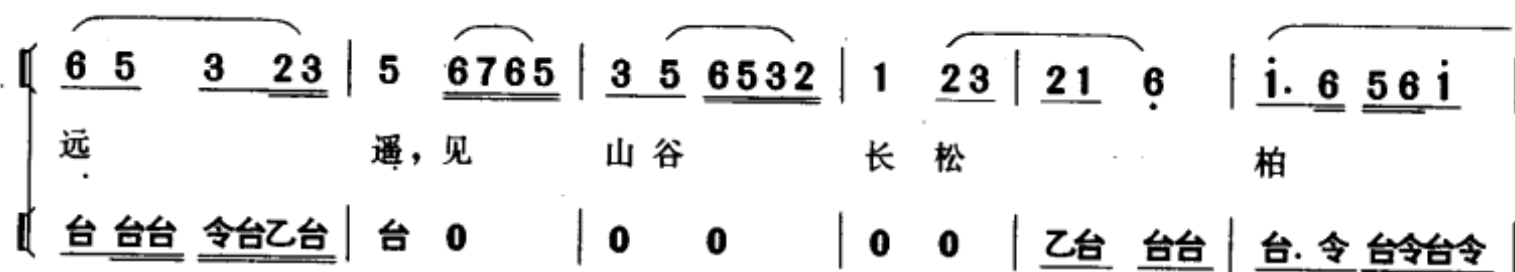 6 5 3 23 | 5 6765 | 3 5 6532 | 1 23 | 21 6̣ | i̇. 6 56 i̇ |
远 遥，见 山 谷 长 松 柏
台 台台 令台乙台 | 台 0 | 0 0 | 0 0 | 乙台 台台 | 台. 令 台令台令 |